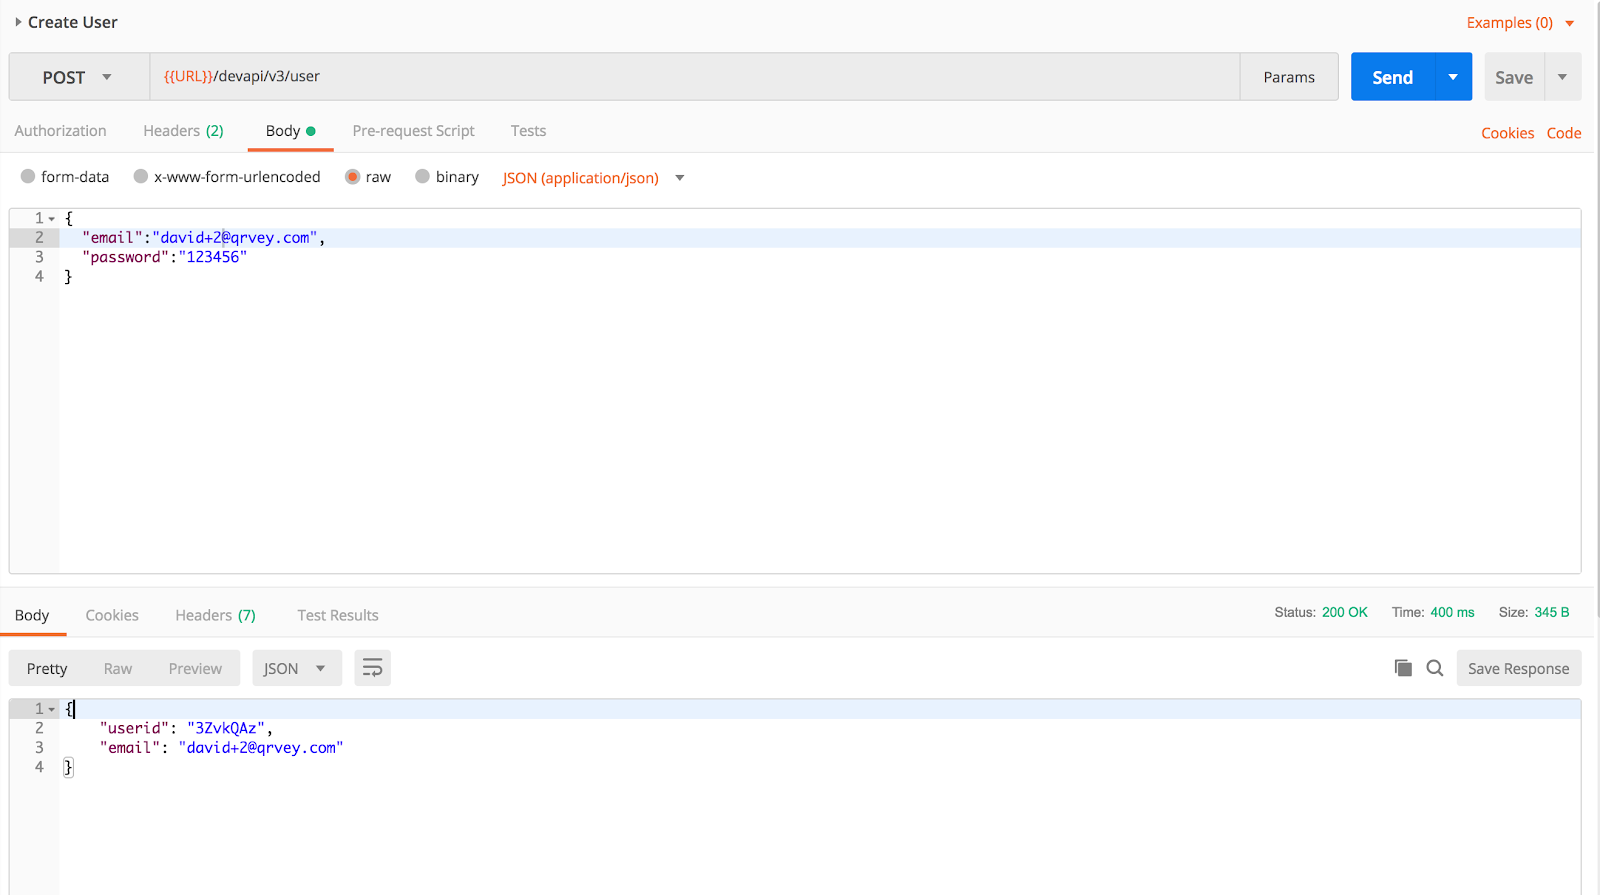 Create User
Examples (0)
POST {{URL}}/devapi/v3/user Params Send Save
Authorization Headers (2) Body Pre-request Script Tests Cookies Code
form-data x-www-form-urlencoded raw binary JSON (application/json)
1 {
2 "email":"david+2@qrvey.com",
3 "password":"123456"
4 }
Body Cookies Headers (7) Test Results Status: 200 OK Time: 400 ms Size: 345 B
Pretty Raw Preview JSON Save Response
1 {
2 "userid": "3ZvkQAz",
3 "email": "david+2@qrvey.com"
4 }